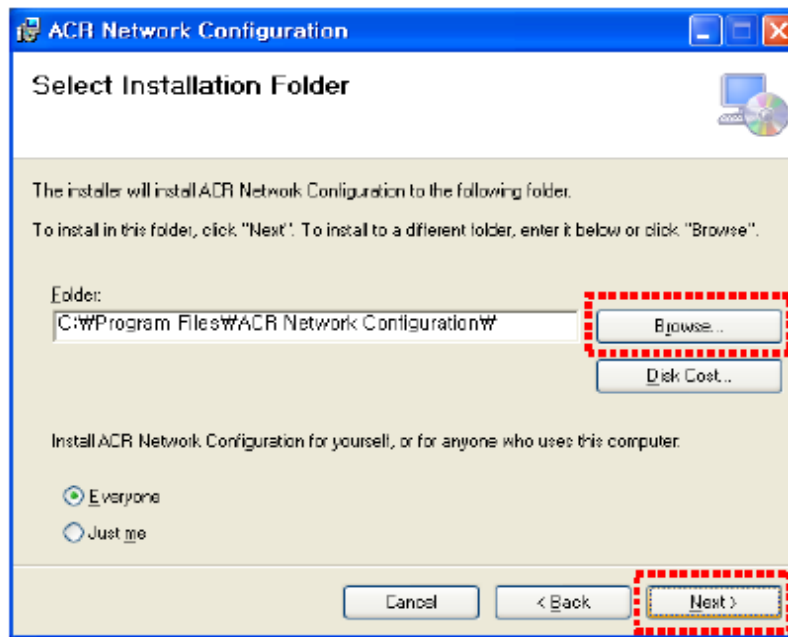 ACR Network Configuration
Select Installation Folder
The installer will install ACR Network Configuration to the following folder.
To install in this folder, click "Next". To install to a different folder, enter it below or click "Browse".
Folder:
C:₩Program Files₩ACR Network Configuration₩
Browse...
Disk Cost...
Install ACR Network Configuration for yourself, or for anyone who uses this computer:
Everyone
Just me
Cancel
< Back
Next >